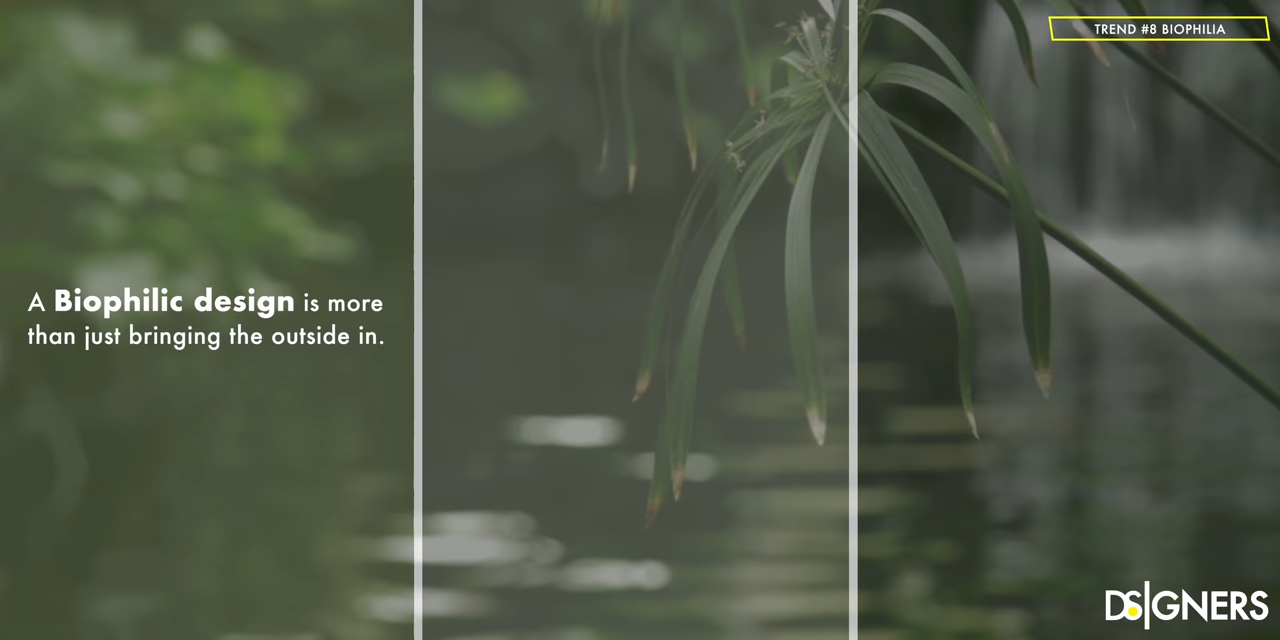 TREND #8 BIOPHILIA
A Biophilic design is more
than just bringing the outside in.
DSIGNERS